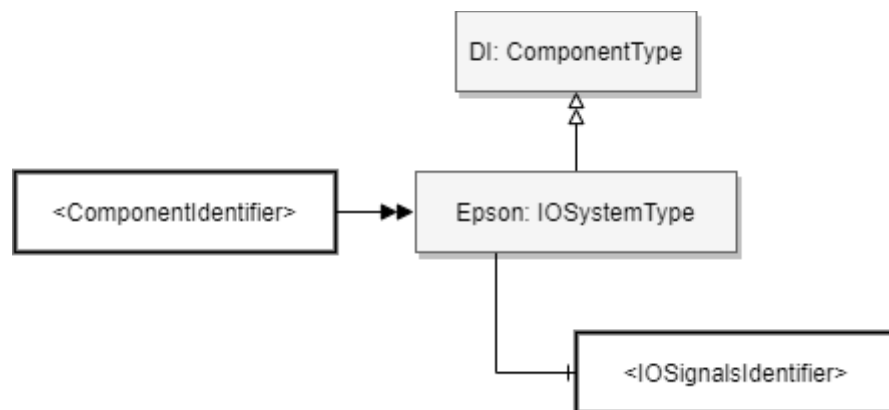 DI: ComponentType
<ComponentIdentifier>
Epson: IOSystemType
<IOSignalsIdentifier>